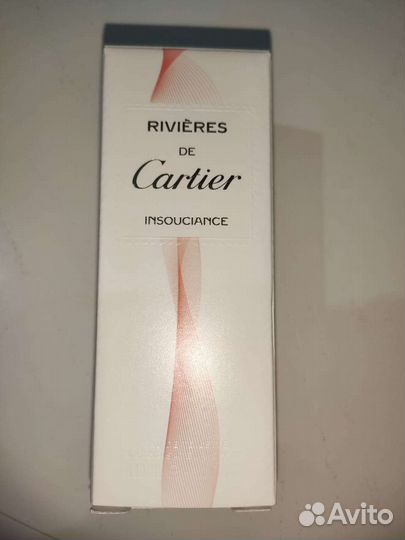 RIVIÈRES
DE
Cartier
INSOUCIANCE
Avito